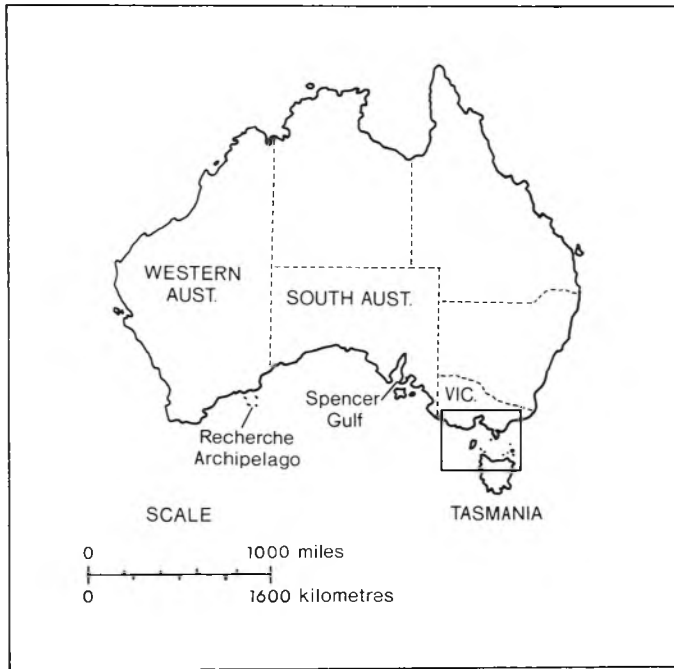 WESTERN
AUST.
SOUTH AUST.
VIC.
Spencer
Gulf
Recherche
Archipelago
SCALE
TASMANIA
0 1000 miles
0 1600 kilometres